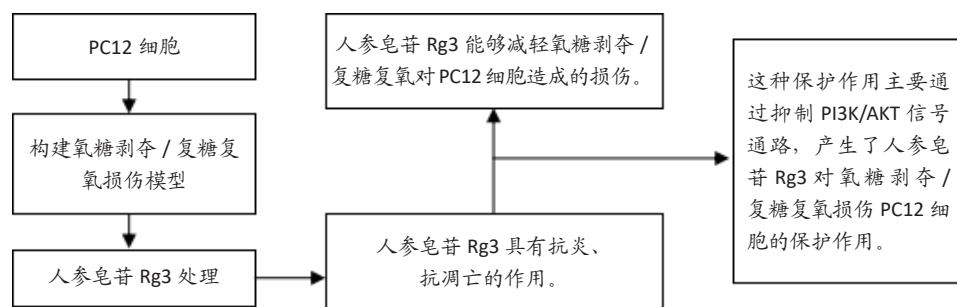 PC12 细胞
构建氧糖剥夺 / 复糖复
氧损伤模型
人参皂苷 Rg3 处理
人参皂苷 Rg3 具有抗炎、
抗凋亡的作用。
人参皂苷 Rg3 能够减轻氧糖剥夺 /
复糖复氧对 PC12 细胞造成的损伤。
这种保护作用主要通
过抑制 PI3K/AKT 信号
通路，产生了人参皂
苷 Rg3 对氧糖剥夺 /
复糖复氧损伤 PC12 细
胞的保护作用。